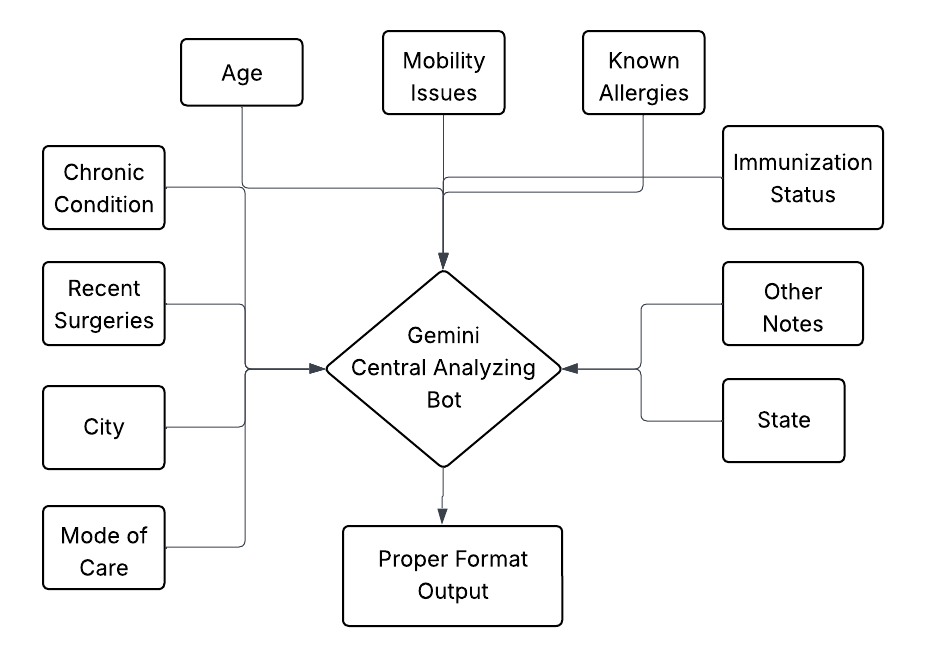 Age
Mobility
Issues
Known
Allergies
Chronic
Condition
Immunization
Status
Recent
Surgeries
Other
Notes
Gemini
Central Analyzing
Bot
City
State
Mode of
Care
Proper Format
Output